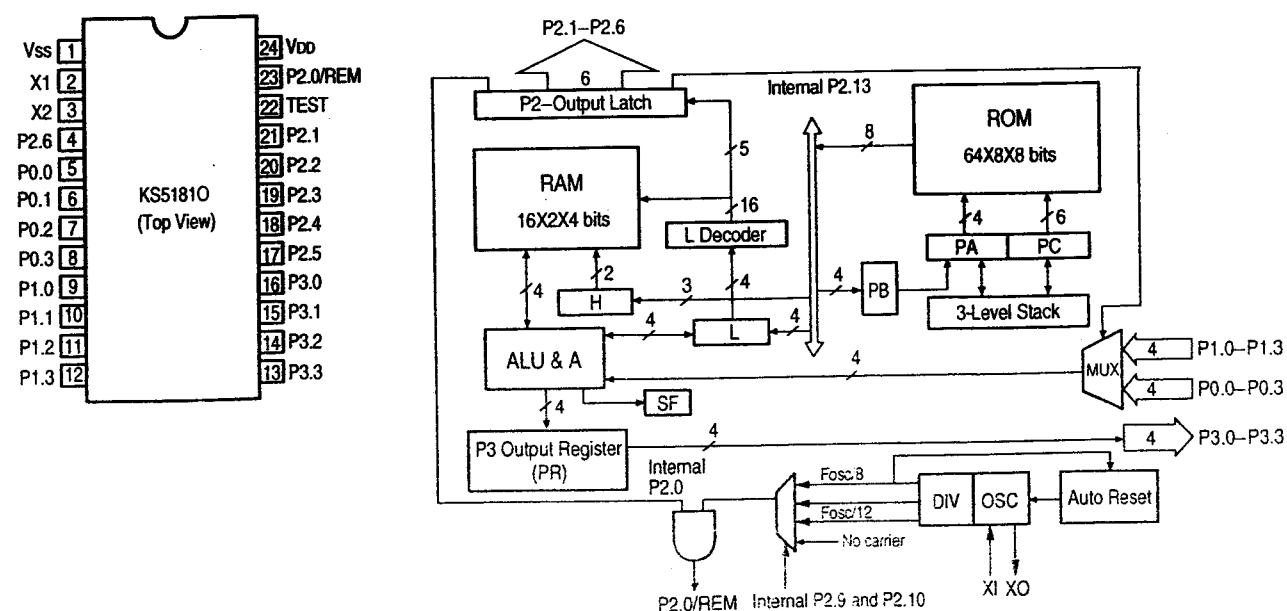 Vss 1
X1 2
X2 3
P2.6 4
P0.0 5
P0.1 6
P0.2 7
P0.3 8
P1.0 9
P1.1 10
P1.2 11
P1.3 12
KS5181O
(Top View)
24 VDD
23 P2.0/REM
22 TEST
21 P2.1
20 P2.2
19 P2.3
18 P2.4
17 P2.5
16 P3.0
15 P3.1
14 P3.2
13 P3.3
P2.1–P2.6
6
P2–Output Latch
Internal P2.13
ROM
64X8X8 bits
8
5
RAM
16X2X4 bits
16
L Decoder
4
6
PA
PC
2
4
4
PB
3-Level Stack
H
3
4
4
L
4
ALU & A
4
MUX
4
P1.0–P1.3
4
P0.0–P0.3
SF
4
P3 Output Register
(PR)
4
4
P3.0–P3.3
Internal
P2.0
Fosc/8
Fosc/12
No carrier
DIV
OSC
Auto Reset
XI
XO
P2.0/REM
Internal P2.9 and P2.10